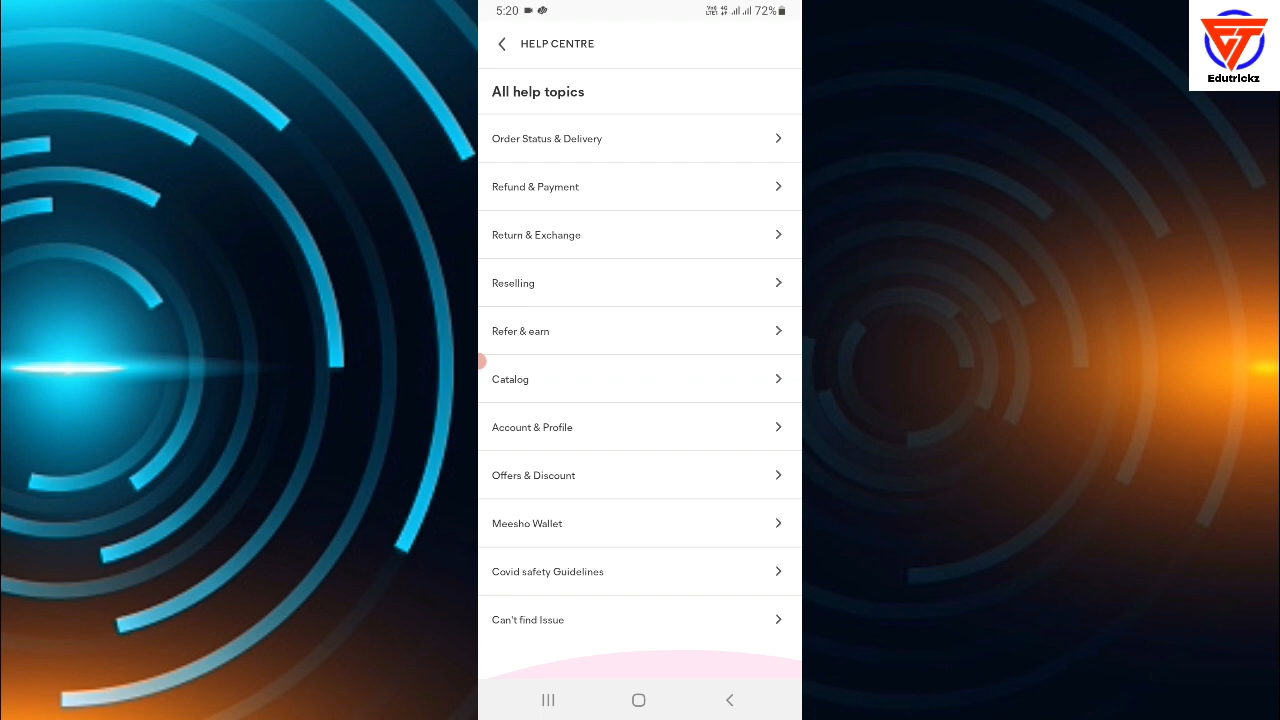 5:20
72%
HELP CENTRE
All help topics
Order Status & Delivery
Refund & Payment
Return & Exchange
Reselling
Refer & earn
Catalog
Account & Profile
Offers & Discount
Meesho Wallet
Covid safety Guidelines
Can't find Issue
Edutrickz